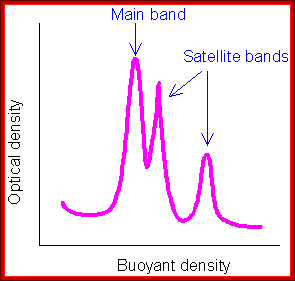 Main band
Satellite bands
Optical density
Buoyant density